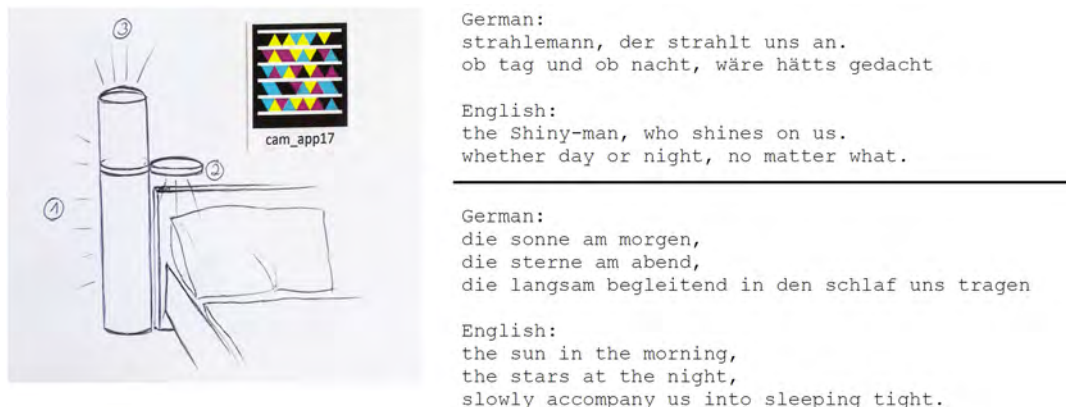 3
cam_app17
2
1
German:
strahlemann, der strahlt uns an.
ob tag und ob nacht, wäre hätts gedacht
English:
the Shiny-man, who shines on us.
whether day or night, no matter what.
German:
die sonne am morgen,
die sterne am abend,
die langsam begleitend in den schlaf uns tragen
English:
the sun in the morning,
the stars at the night,
slowly accompany us into sleeping tight.